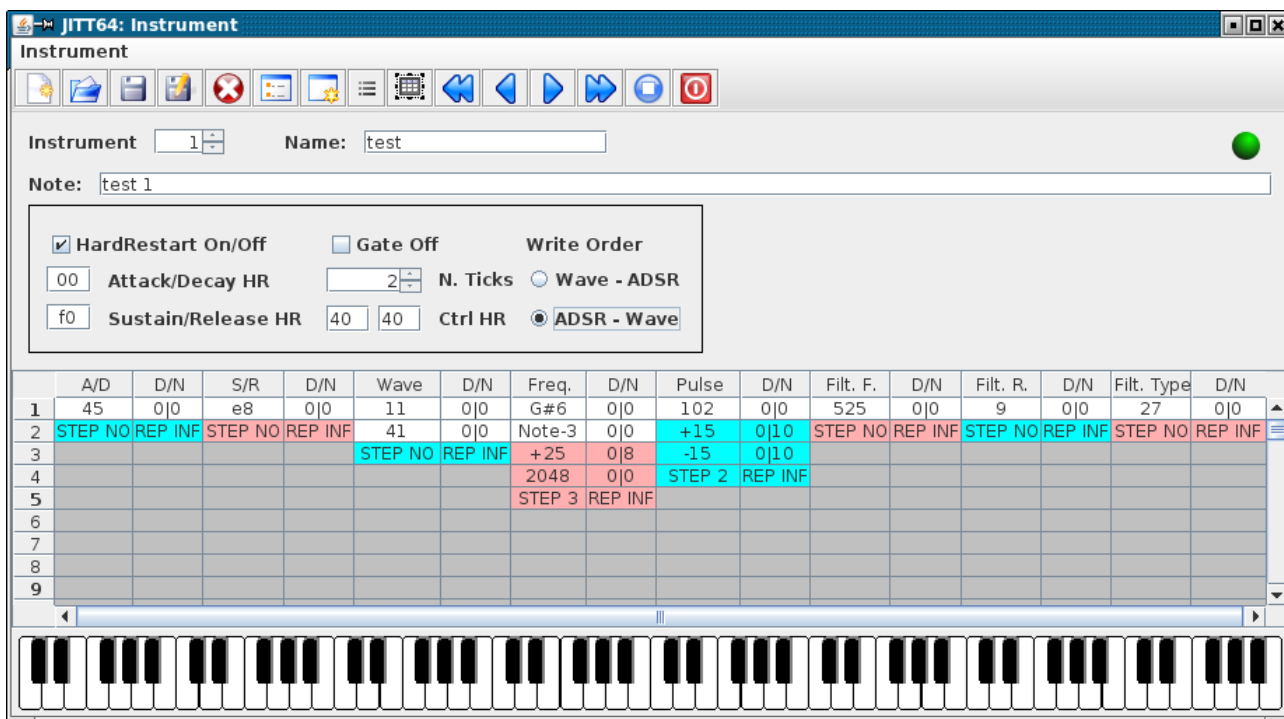 JITT64: Instrument
Instrument
Instrument 1 Name: test
Note: test 1
HardRestart On/Off Gate Off Write Order
00 Attack/Decay HR 2 N. Ticks Wave - ADSR
f0 Sustain/Release HR 40 40 Ctrl HR ADSR - Wave
A/D D/N S/R D/N Wave D/N Freq. D/N Pulse D/N Filt. F. D/N Filt. R. D/N Filt. Type D/N
1 45 0|0 e8 0|0 11 0|0 G#6 0|0 102 0|0 525 0|0 9 0|0 27 0|0
2 STEP NO REP INF STEP NO REP INF 41 0|0 Note-3 0|0 +15 0|10 STEP NO REP INF STEP NO REP INF STEP NO REP INF
3 STEP NO REP INF +25 0|8 -15 0|10
4 2048 0|0 STEP 2 REP INF
5 STEP 3 REP INF
6
7
8
9